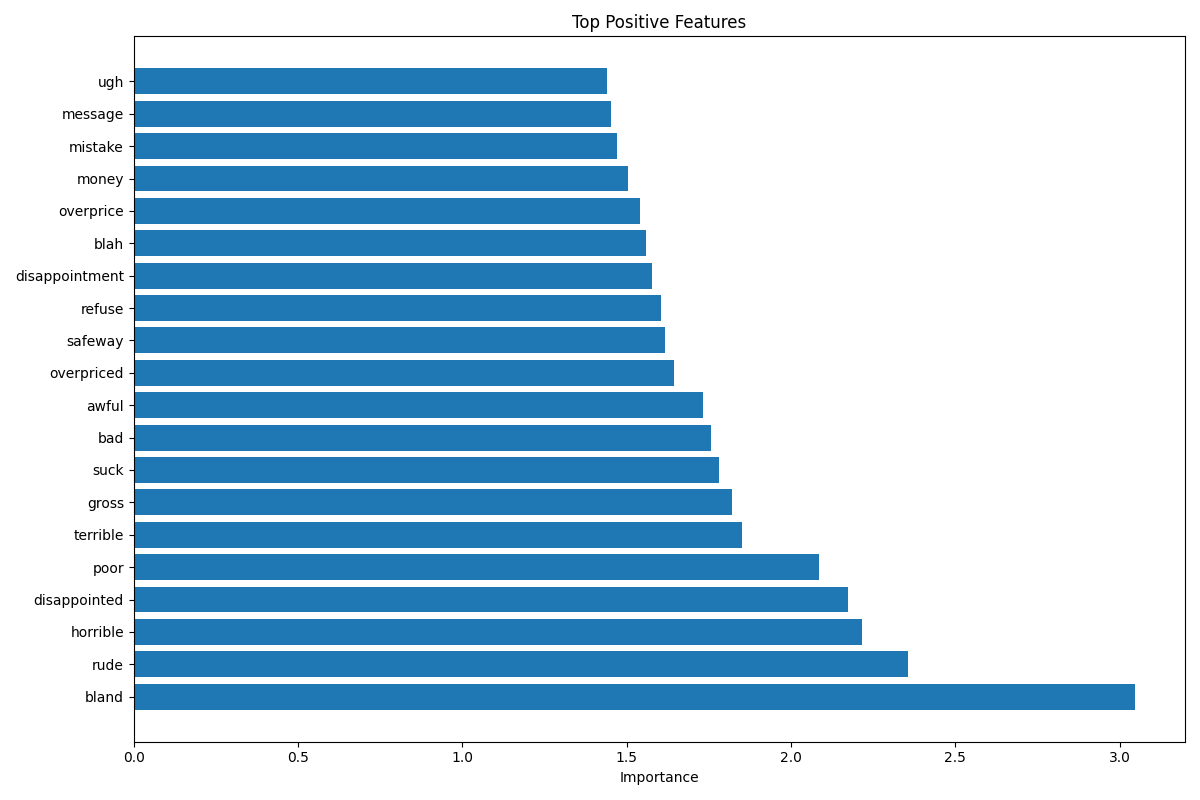 Top Positive Features
ugh
message
mistake
money
overprice
blah
disappointment
refuse
safeway
overpriced
awful
bad
suck
gross
terrible
poor
disappointed
horrible
rude
bland
0.0 0.5 1.0 1.5 2.0 2.5 3.0
Importance